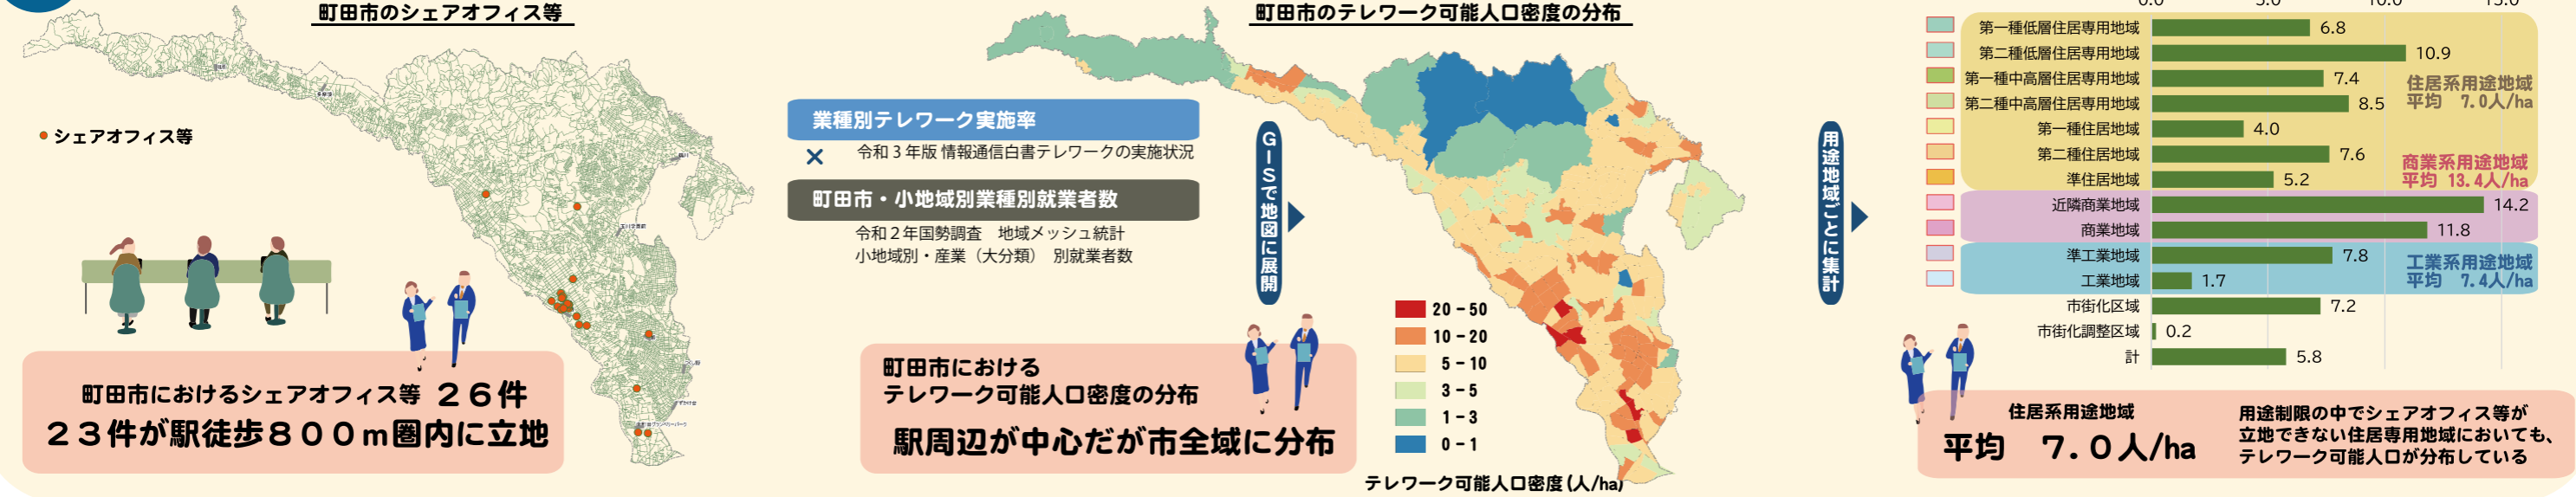 町田市のシェアオフィス等
シェアオフィス等
町田市におけるシェアオフィス等 26件
23件が駅徒歩800m圏内に立地
業種別テレワーク実施率
×
令和3年版 情報通信白書テレワークの実施状況
町田市・小地域別業種別就業者数
令和2年国勢調査 地域メッシュ統計
小地域別・産業（大分類） 別就業者数
町田市における
テレワーク可能人口密度の分布
駅周辺が中心だが市全域に分布
GISで地図に展開
町田市のテレワーク可能人口密度の分布
20-50
10-20
5-10
3-5
1-3
0-1
テレワーク可能人口密度(人/ha)
用途地域ごとに集計
0.0 5.0 10.0 15.0
第一種低層住居専用地域 6.8
第二種低層住居専用地域 10.9
第一種中高層住居専用地域 7.4
第二種中高層住居専用地域 8.5
第一種住居地域 4.0
第二種住居地域 7.6
準住居地域 5.2
近隣商業地域 14.2
商業地域 11.8
準工業地域 7.8
工業地域 1.7
市街化区域 7.2
市街化調整区域 0.2
計 5.8
住居系用途地域
平均 7.0人/ha
商業系用途地域
平均 13.4人/ha
工業系用途地域
平均 7.4人/ha
住居系用途地域
平均 7.0人/ha
用途制限の中でシェアオフィス等が
立地できない住居専用地域においても、
テレワーク可能人口が分布している